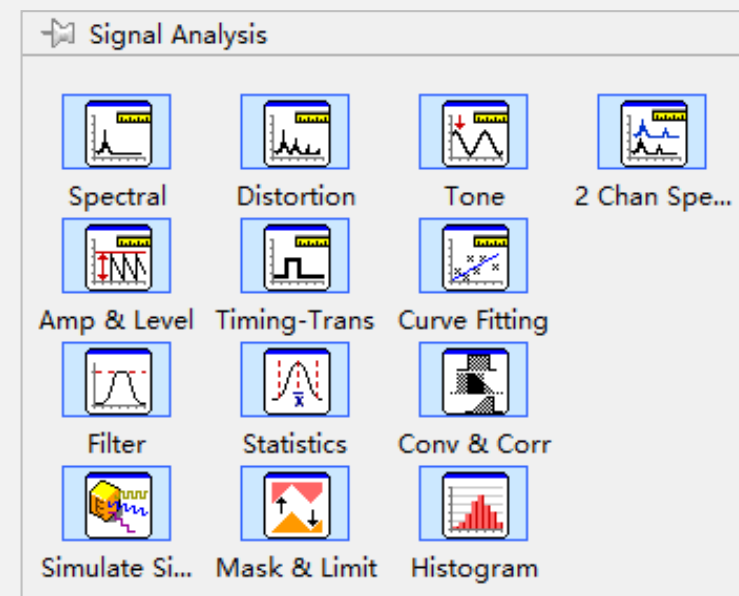 Signal Analysis
Spectral
Distortion
Tone
2 Chan Spe...
Amp & Level
Timing-Trans
Curve Fitting
Filter
x
Statistics
Conv & Corr
Simulate Si...
Mask & Limit
Histogram